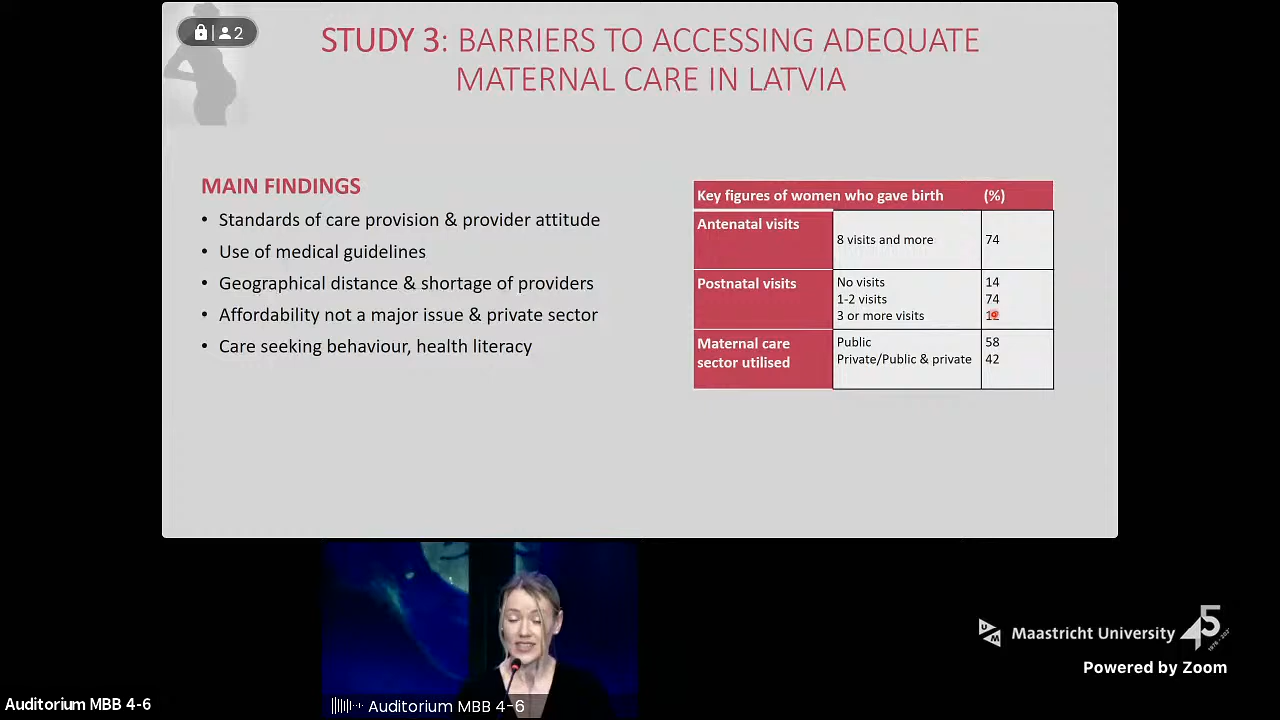 2
STUDY 3: BARRIERS TO ACCESSING ADEQUATE
MATERNAL CARE IN LATVIA
MAIN FINDINGS
• Standards of care provision & provider attitude
• Use of medical guidelines
• Geographical distance & shortage of providers
• Affordability not a major issue & private sector
• Care seeking behaviour, health literacy
Key figures of women who gave birth (%)
Antenatal visits
8 visits and more 74
Postnatal visits
No visits 14
1-2 visits 74
3 or more visits
Maternal care
sector utilised
Public 58
Private/Public & private 42
Maastricht University 45
Powered by Zoom
Auditorium MBB 4-6
Auditorium MBB 4-6